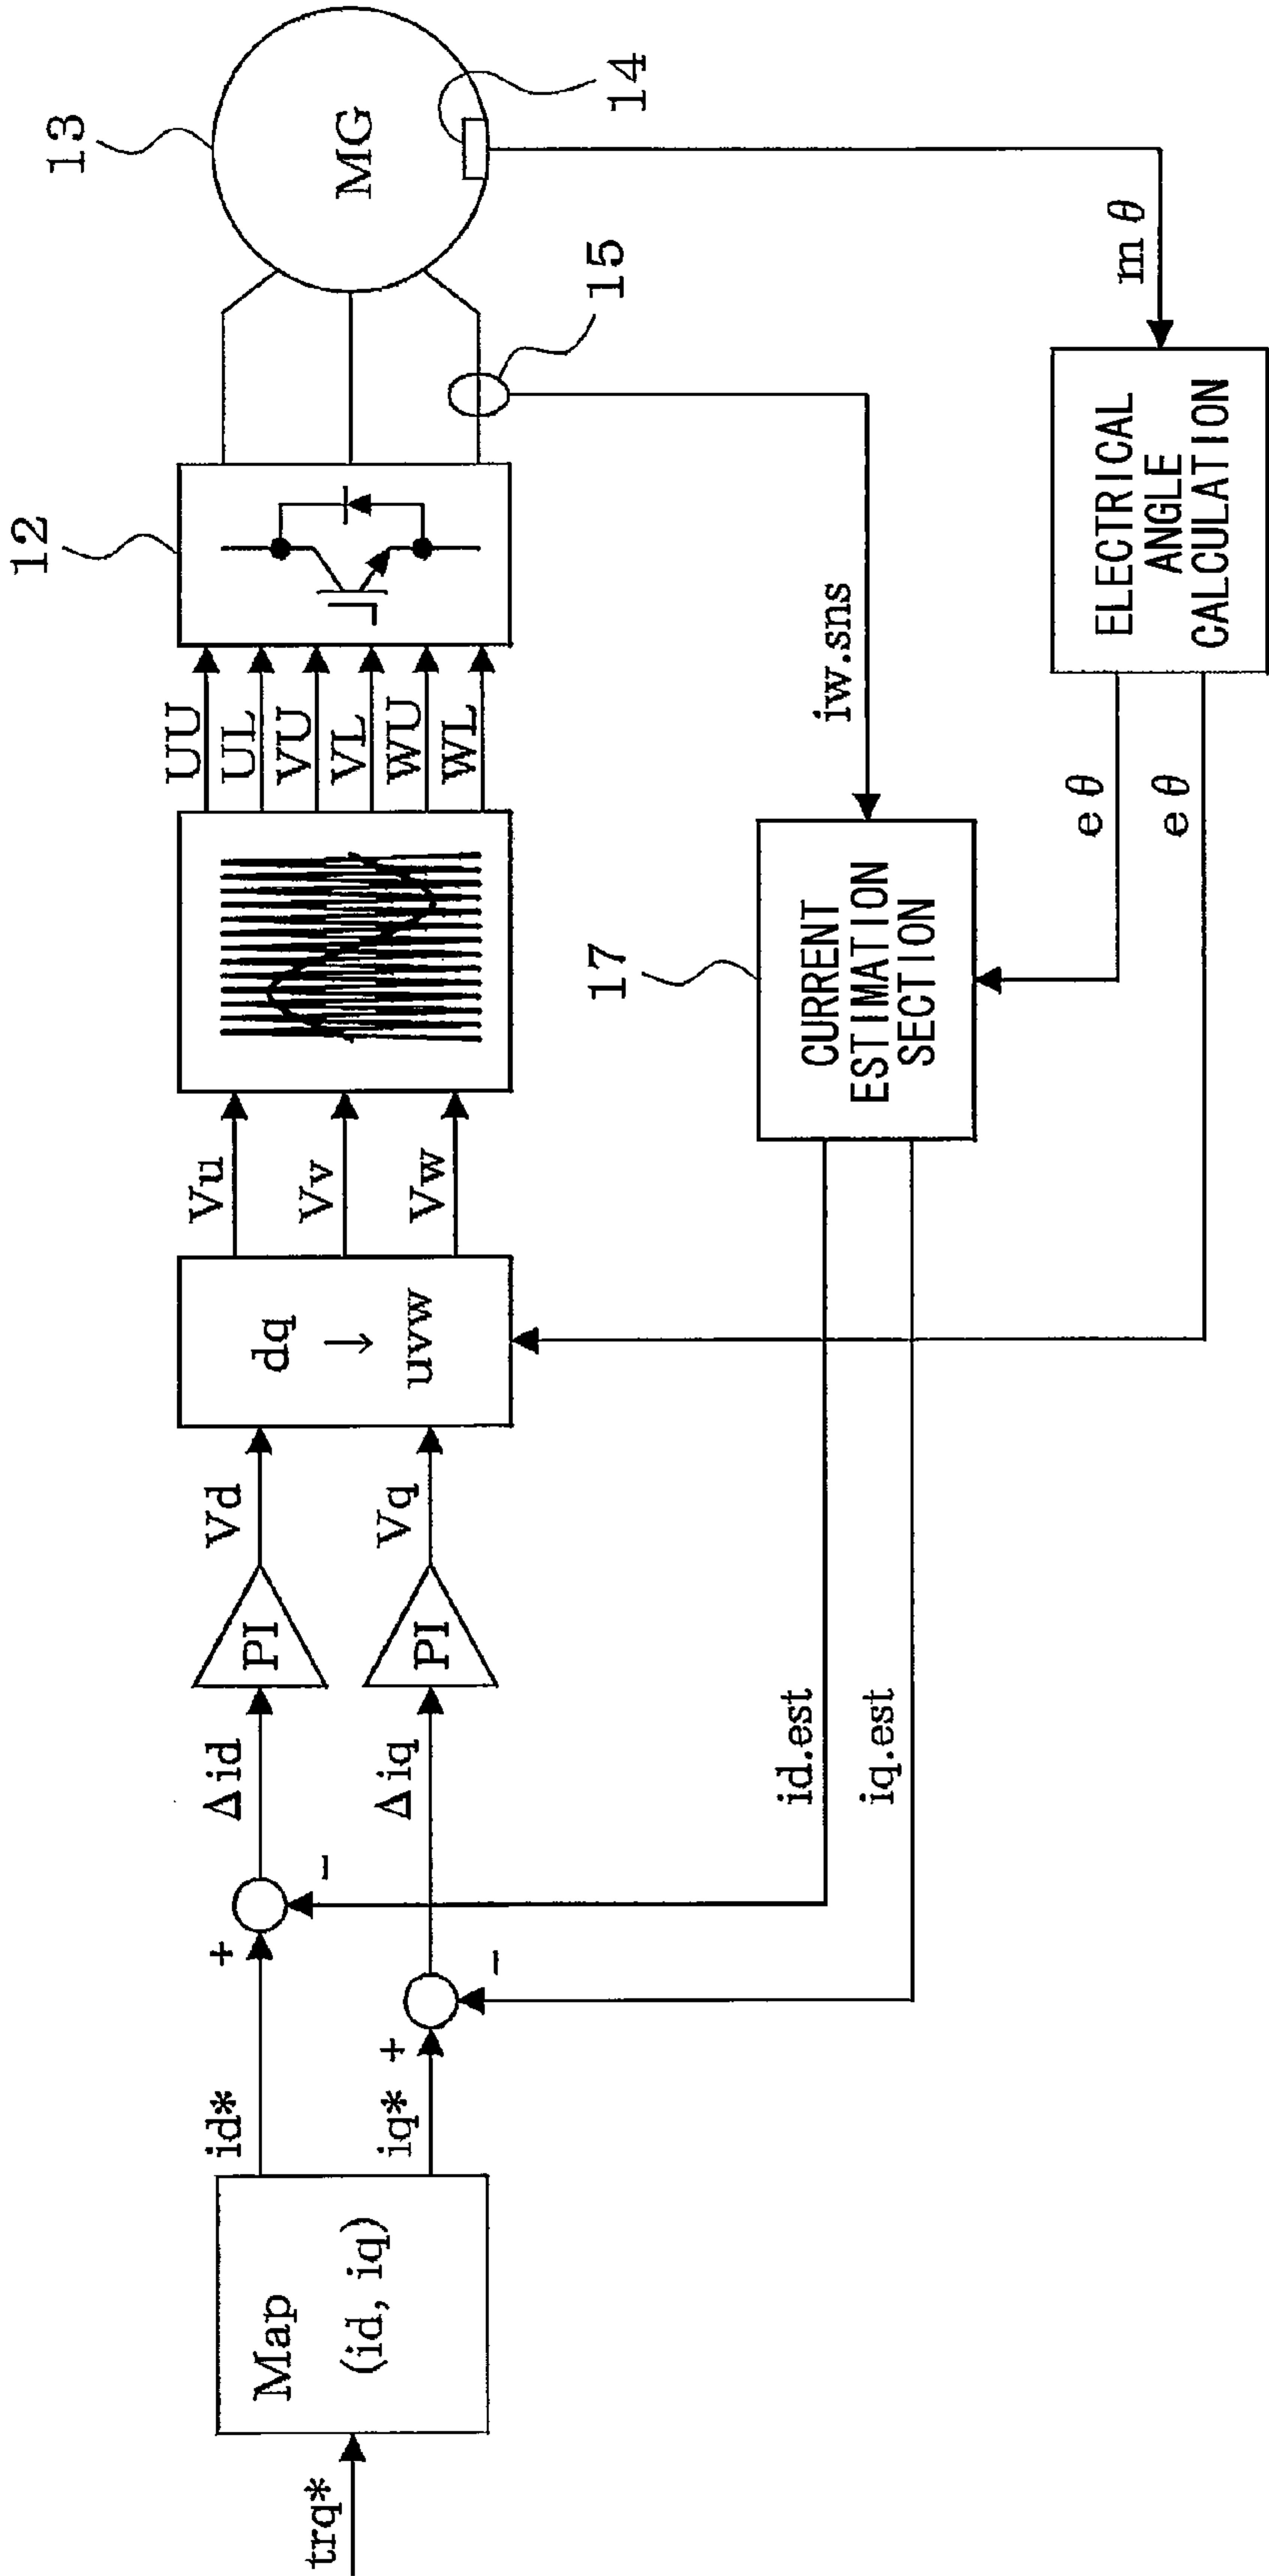 trq*
Map
(id, iq)
id*
iq*
+
-
+
-
Δid
Δiq
PI
PI
Vd
Vq
dq
↓
uvw
Vu
Vv
Vw
UU
UL
VU
VL
WU
WL
12
13
MG
14
15
iw.sns
17
CURRENT
ESTIMATION
SECTION
id.est
iq.est
mθ
ELECTRICAL
ANGLE
CALCULATION
eθ
eθ